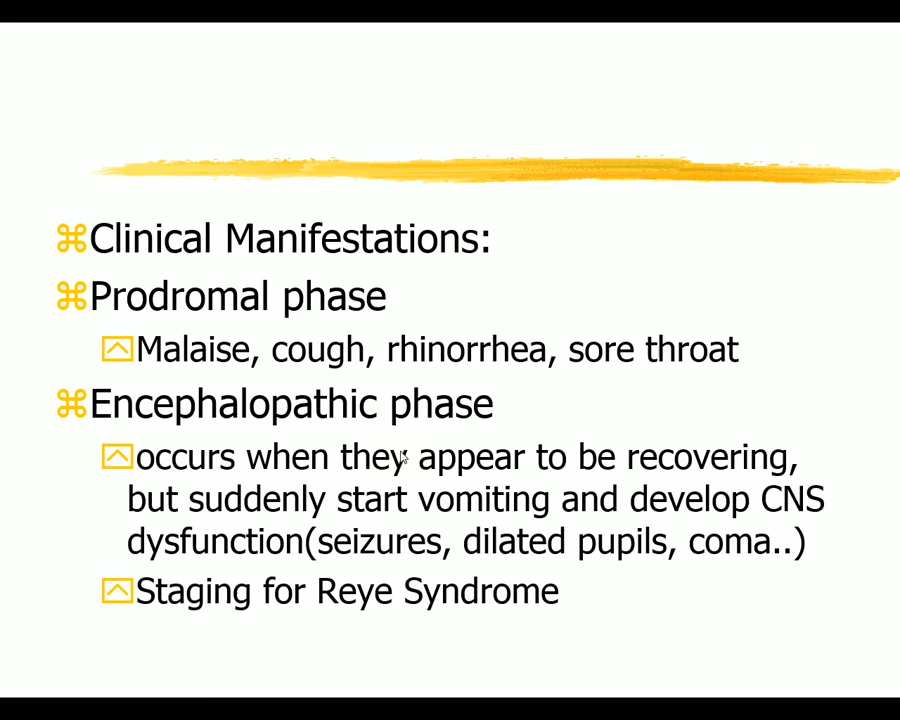 Clinical Manifestations:
Prodromal phase
Malaise, cough, rhinorrhea, sore throat
Encephalopathic phase
occurs when they appear to be recovering,
but suddenly start vomiting and develop CNS
dysfunction(seizures, dilated pupils, coma..)
Staging for Reye Syndrome